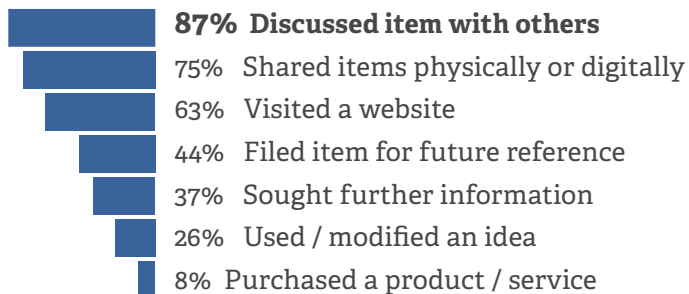 87% Discussed item with others
75% Shared items physically or digitally
63% Visited a website
44% Filed item for future reference
37% Sought further information
26% Used / modified an idea
8% Purchased a product / service